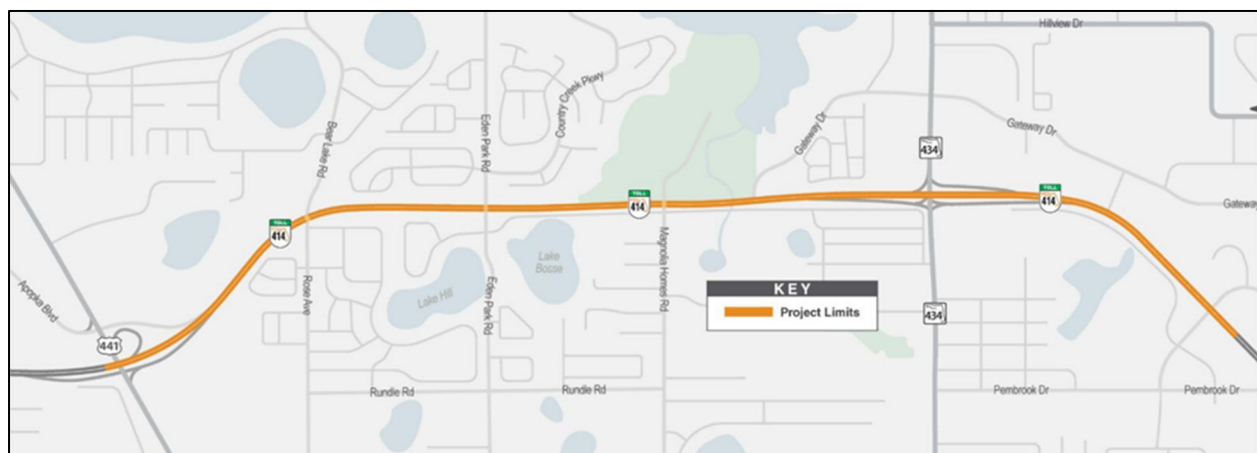 Hillview Dr
Country Creek Pkwy
Bear Lake Rd
Eden Park Rd
Gateway Dr
Gateway Dr
434
TOLL
414
TOLL
414
TOLL
414
Gateway
Magnolia Homes Rd
Lake
Bosse
Rose Ave
Eden Park Rd
Lake Hill
Apopka Blvd
KEY
Project Limits
434
441
Rundle Rd
Rundle Rd
Pembrook Dr
Pembrook Dr